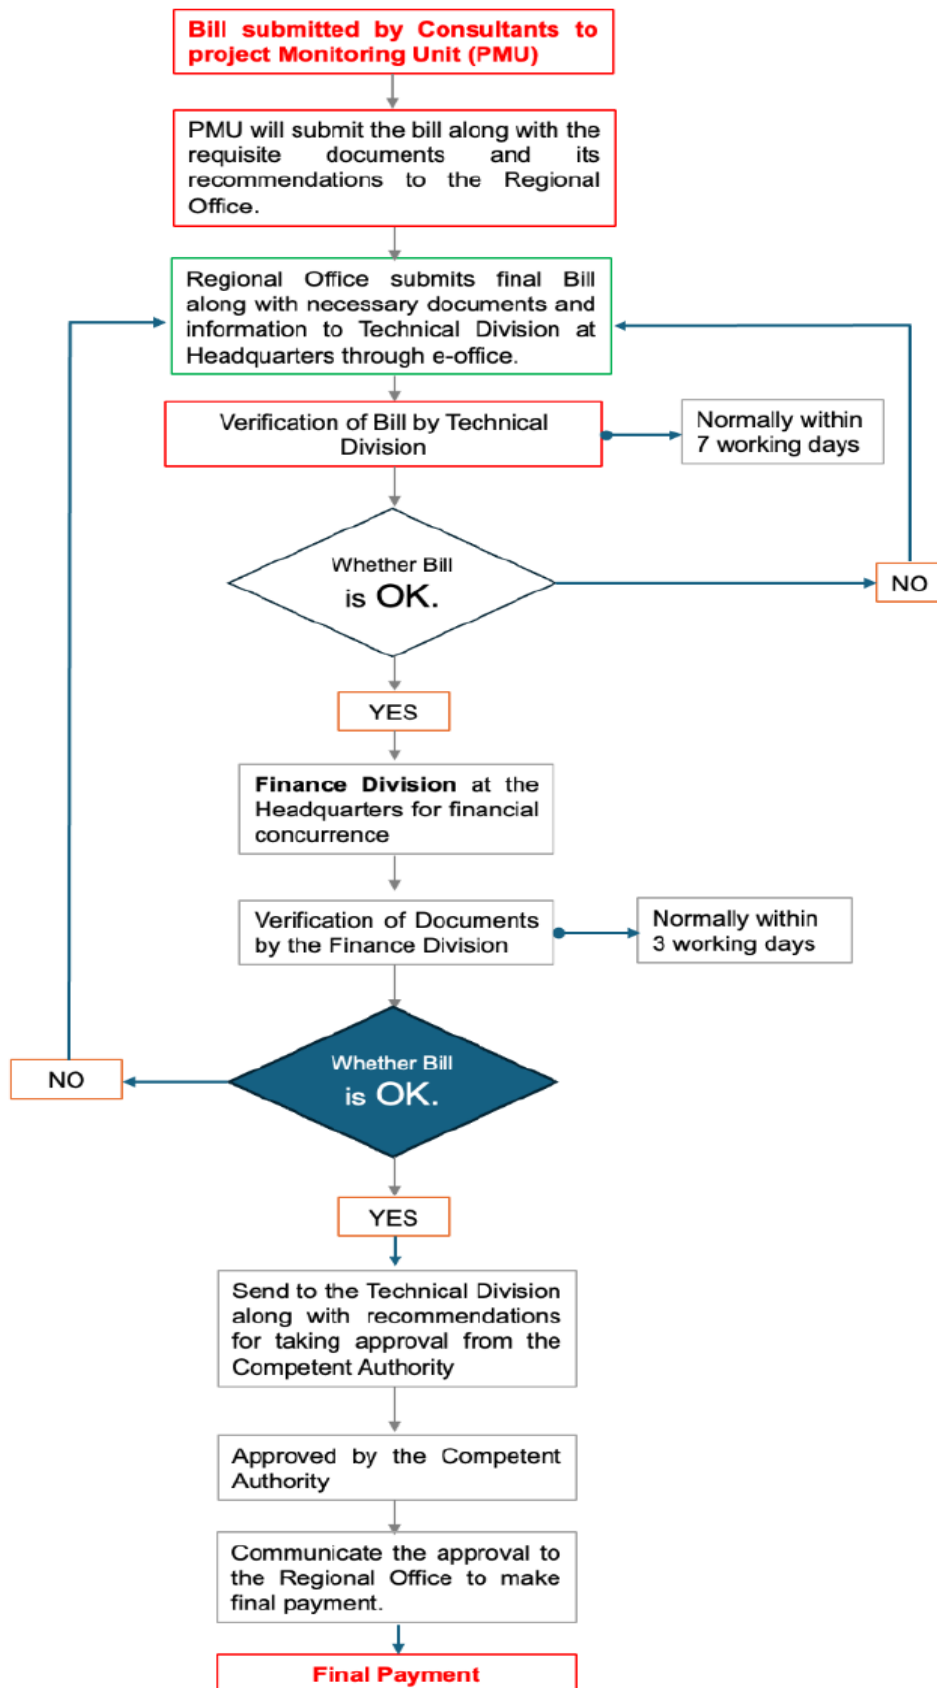 Bill submitted by Consultants to
project Monitoring Unit (PMU)
PMU will submit the bill along with the
requisite documents and its
recommendations to the Regional
Office.
Regional Office submits final Bill
along with necessary documents and
information to Technical Division at
Headquarters through e-office.
Verification of Bill by Technical
Division
Normally within
7 working days
Whether Bill
is OK.
NO
YES
Finance Division at the
Headquarters for financial
concurrence
Verification of Documents
by the Finance Division
Normally within
3 working days
Whether Bill
is OK.
NO
YES
Send to the Technical Division
along with recommendations
for taking approval from the
Competent Authority
Approved by the Competent
Authority
Communicate the approval to
the Regional Office to make
final payment.
Final Payment